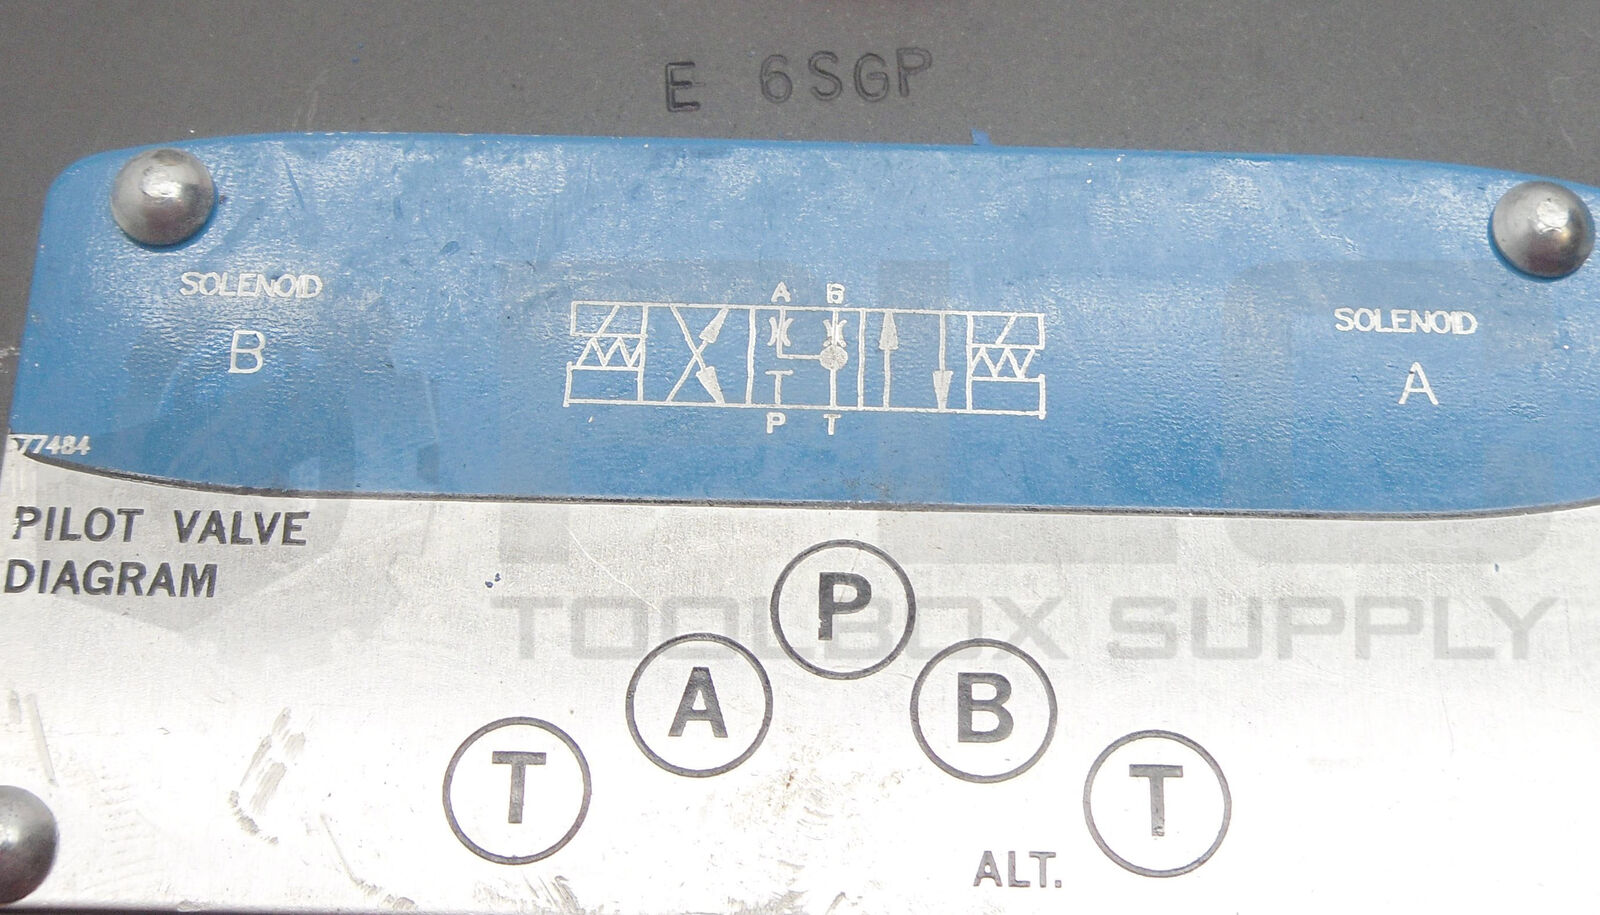 E 6SGP
SOLENOID
B
A B
P T
SOLENOID
A
77484
PILOT VALVE
DIAGRAM
P
A B
T T
ALT.
TOOLBOX SUPPLY